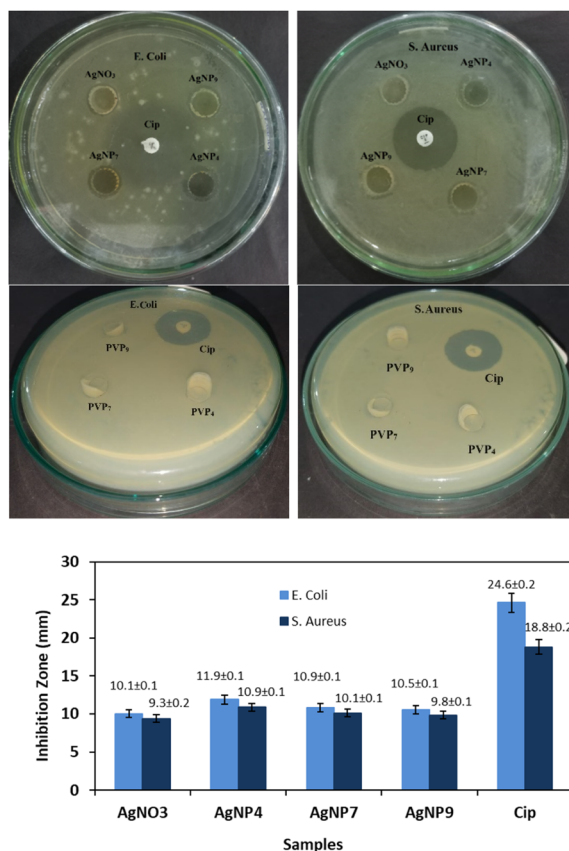 E. Coli
AgNO₃ AgNP₉
Cip
AgNP₇ AgNP₄
S. Aureus
AgNO₃ AgNP₄
Cip
AgNP₉ AgNP₇
E.Coli
PVP₉ Cip
PVP₇ PVP₄
S.Aureus
PVP₉ Cip
PVP₇ PVP₄
Inhibition Zone (mm)
30
25
20
15
10
5
0
E. Coli
S. Aureus
10.1±0.1
9.3±0.2
11.9±0.1
10.9±0.1
10.9±0.1
10.1±0.1
10.5±0.1
9.8±0.1
24.6±0.2
18.8±0.2
AgNO3 AgNP4 AgNP7 AgNP9 Cip
Samples